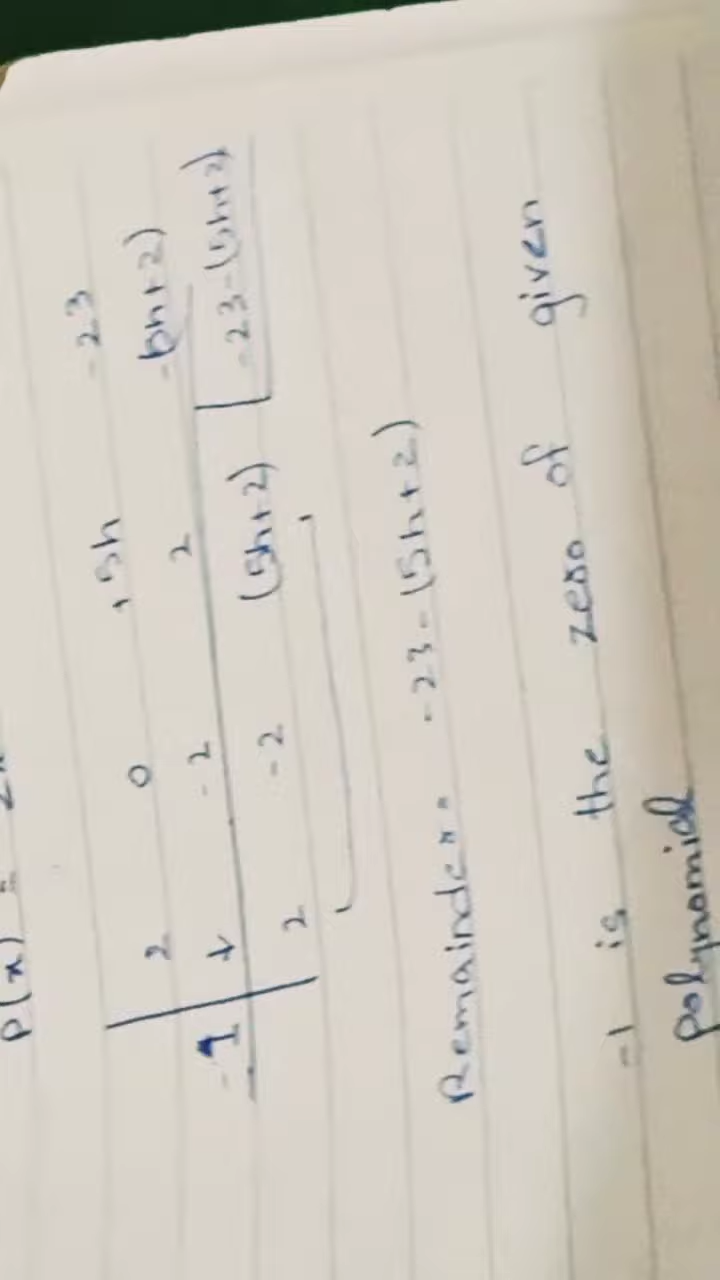 P(x) =
2 0 +5h -23
-1 ↓ -2 2 -(5h+2)
2 -2 (5h+2) -23-(5h+2)
Remainder = -23-(5h+2)
-1 is the zero of given
polynomial